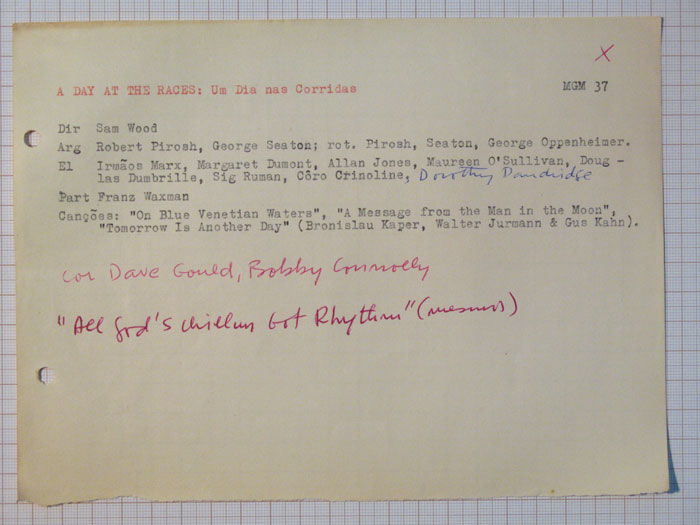 X
A DAY AT THE RACES: Um Dia nas Corridas MGM 37
Dir Sam Wood
Arg Robert Pirosh, George Seaton; rot. Pirosh, Seaton, George Oppenheimer.
El Irmãos Marx, Margaret Dumont, Allan Jones, Maureen O'Sullivan, Doug -
las Dumbrille, Sig Ruman, Côro Crinoline, Dorothy Dandridge
Part Franz Waxman
Canções: "On Blue Venetian Waters", "A Message from the Man in the Moon",
"Tomorrow Is Another Day" (Bronislau Kaper, Walter Jurmann & Gus Kahn).
cor Dave Gould, Bobby Connolly
"All God's Chillun Got Rhythm" (mesmos)